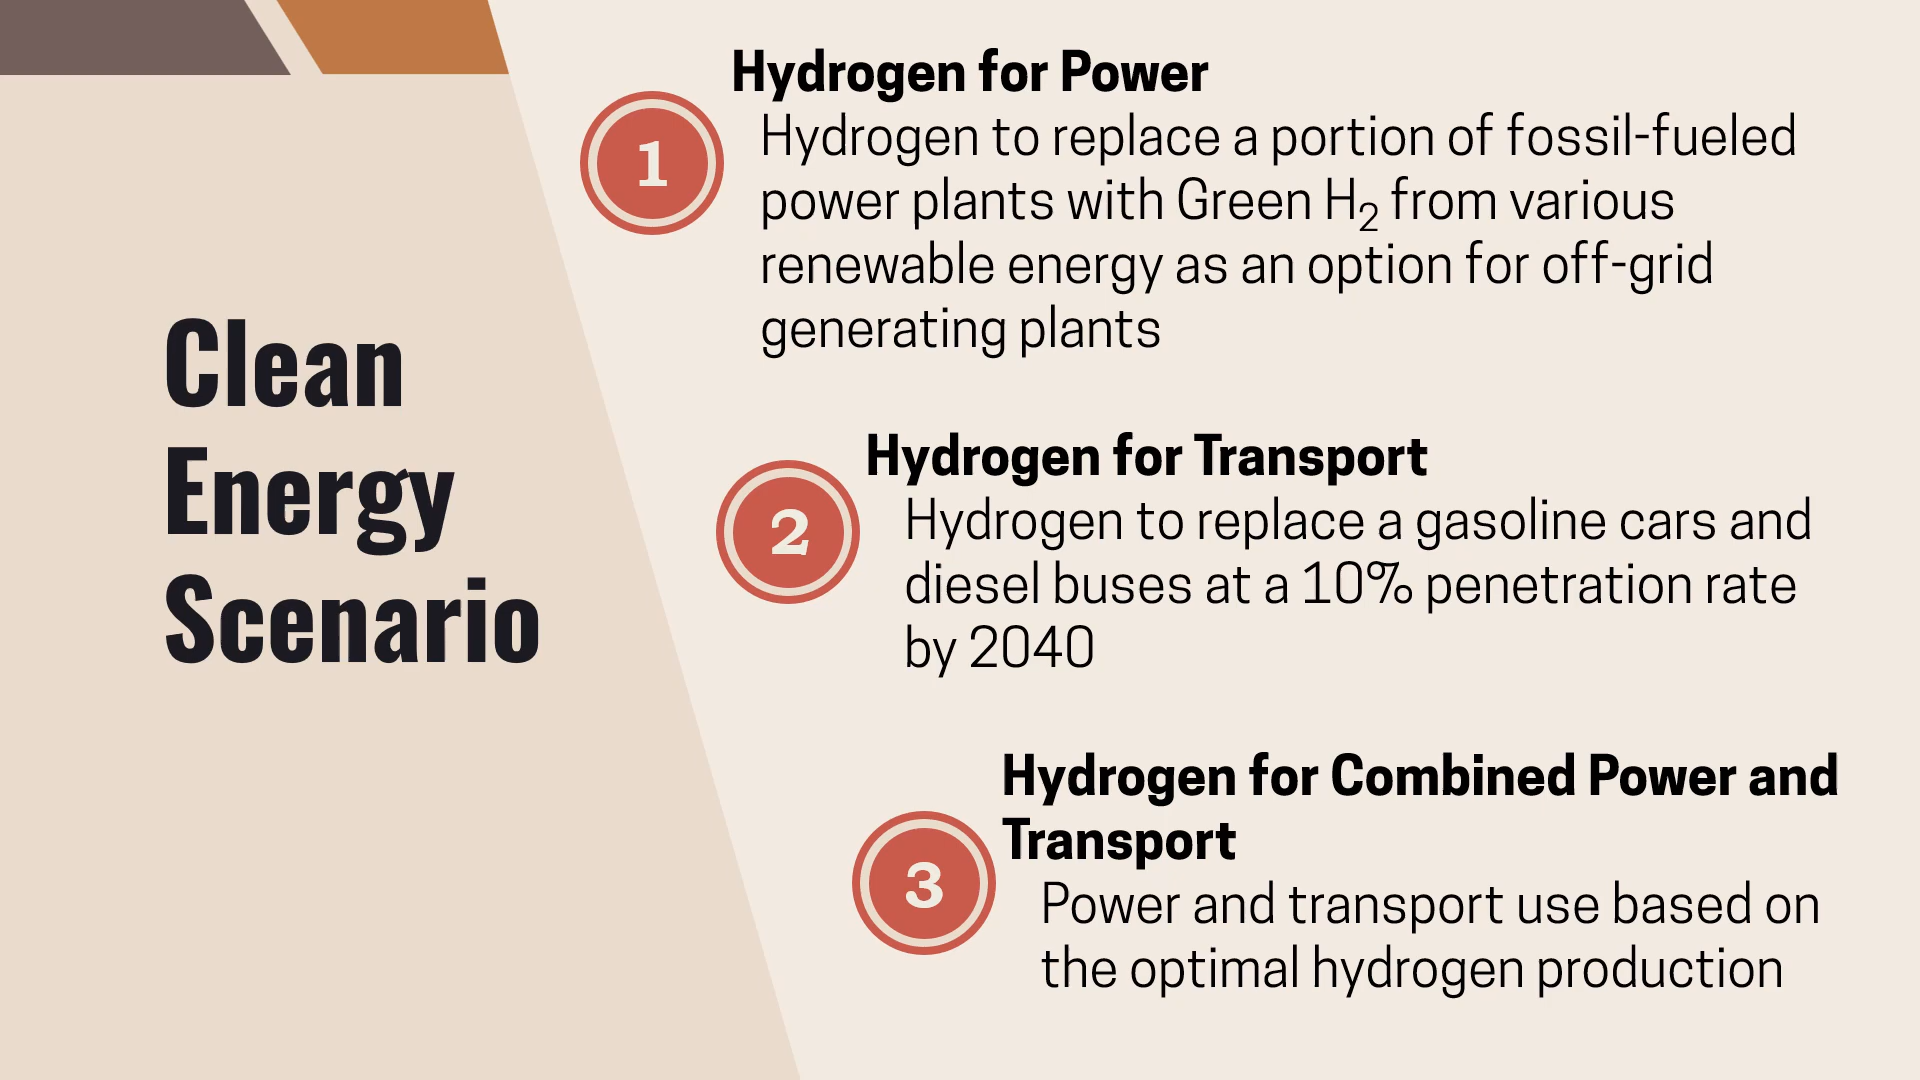 Clean
Energy
Scenario
1
Hydrogen for Power
Hydrogen to replace a portion of fossil-fueled
power plants with Green H₂ from various
renewable energy as an option for off-grid
generating plants
2
Hydrogen for Transport
Hydrogen to replace a gasoline cars and
diesel buses at a 10% penetration rate
by 2040
3
Hydrogen for Combined Power and
Transport
Power and transport use based on
the optimal hydrogen production